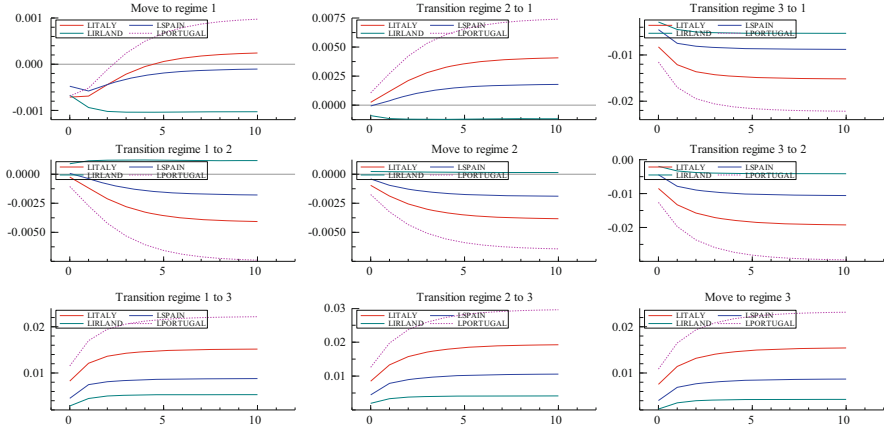 Move to regime 1
Transition regime 2 to 1
Transition regime 3 to 1
0.001
0.000
-0.001
LITALY LSPAIN
LIRLAND LPORTUGAL
0 5 10
0.0075
0.0050
0.0025
0.0000
LITALY LSPAIN
LIRLAND LPORTUGAL
0 5 10
-0.01
-0.02
LITALY LSPAIN
LIRLAND LPORTUGAL
0 5 10
Transition regime 1 to 2
Move to regime 2
Transition regime 3 to 2
0.0000
-0.0025
-0.0050
LITALY LSPAIN
LIRLAND LPORTUGAL
0 5 10
0.0000
-0.0025
-0.0050
LITALY LSPAIN
LIRLAND LPORTUGAL
0 5 10
0.00
-0.01
-0.02
LITALY LSPAIN
LIRLAND LPORTUGAL
0 5 10
Transition regime 1 to 3
Transition regime 2 to 3
Move to regime 3
0.02
0.01
LITALY LSPAIN
LIRLAND LPORTUGAL
0 5 10
0.03
0.02
0.01
LITALY LSPAIN
LIRLAND LPORTUGAL
0 5 10
0.02
0.01
LITALY LSPAIN
LIRLAND LPORTUGAL
0 5 10